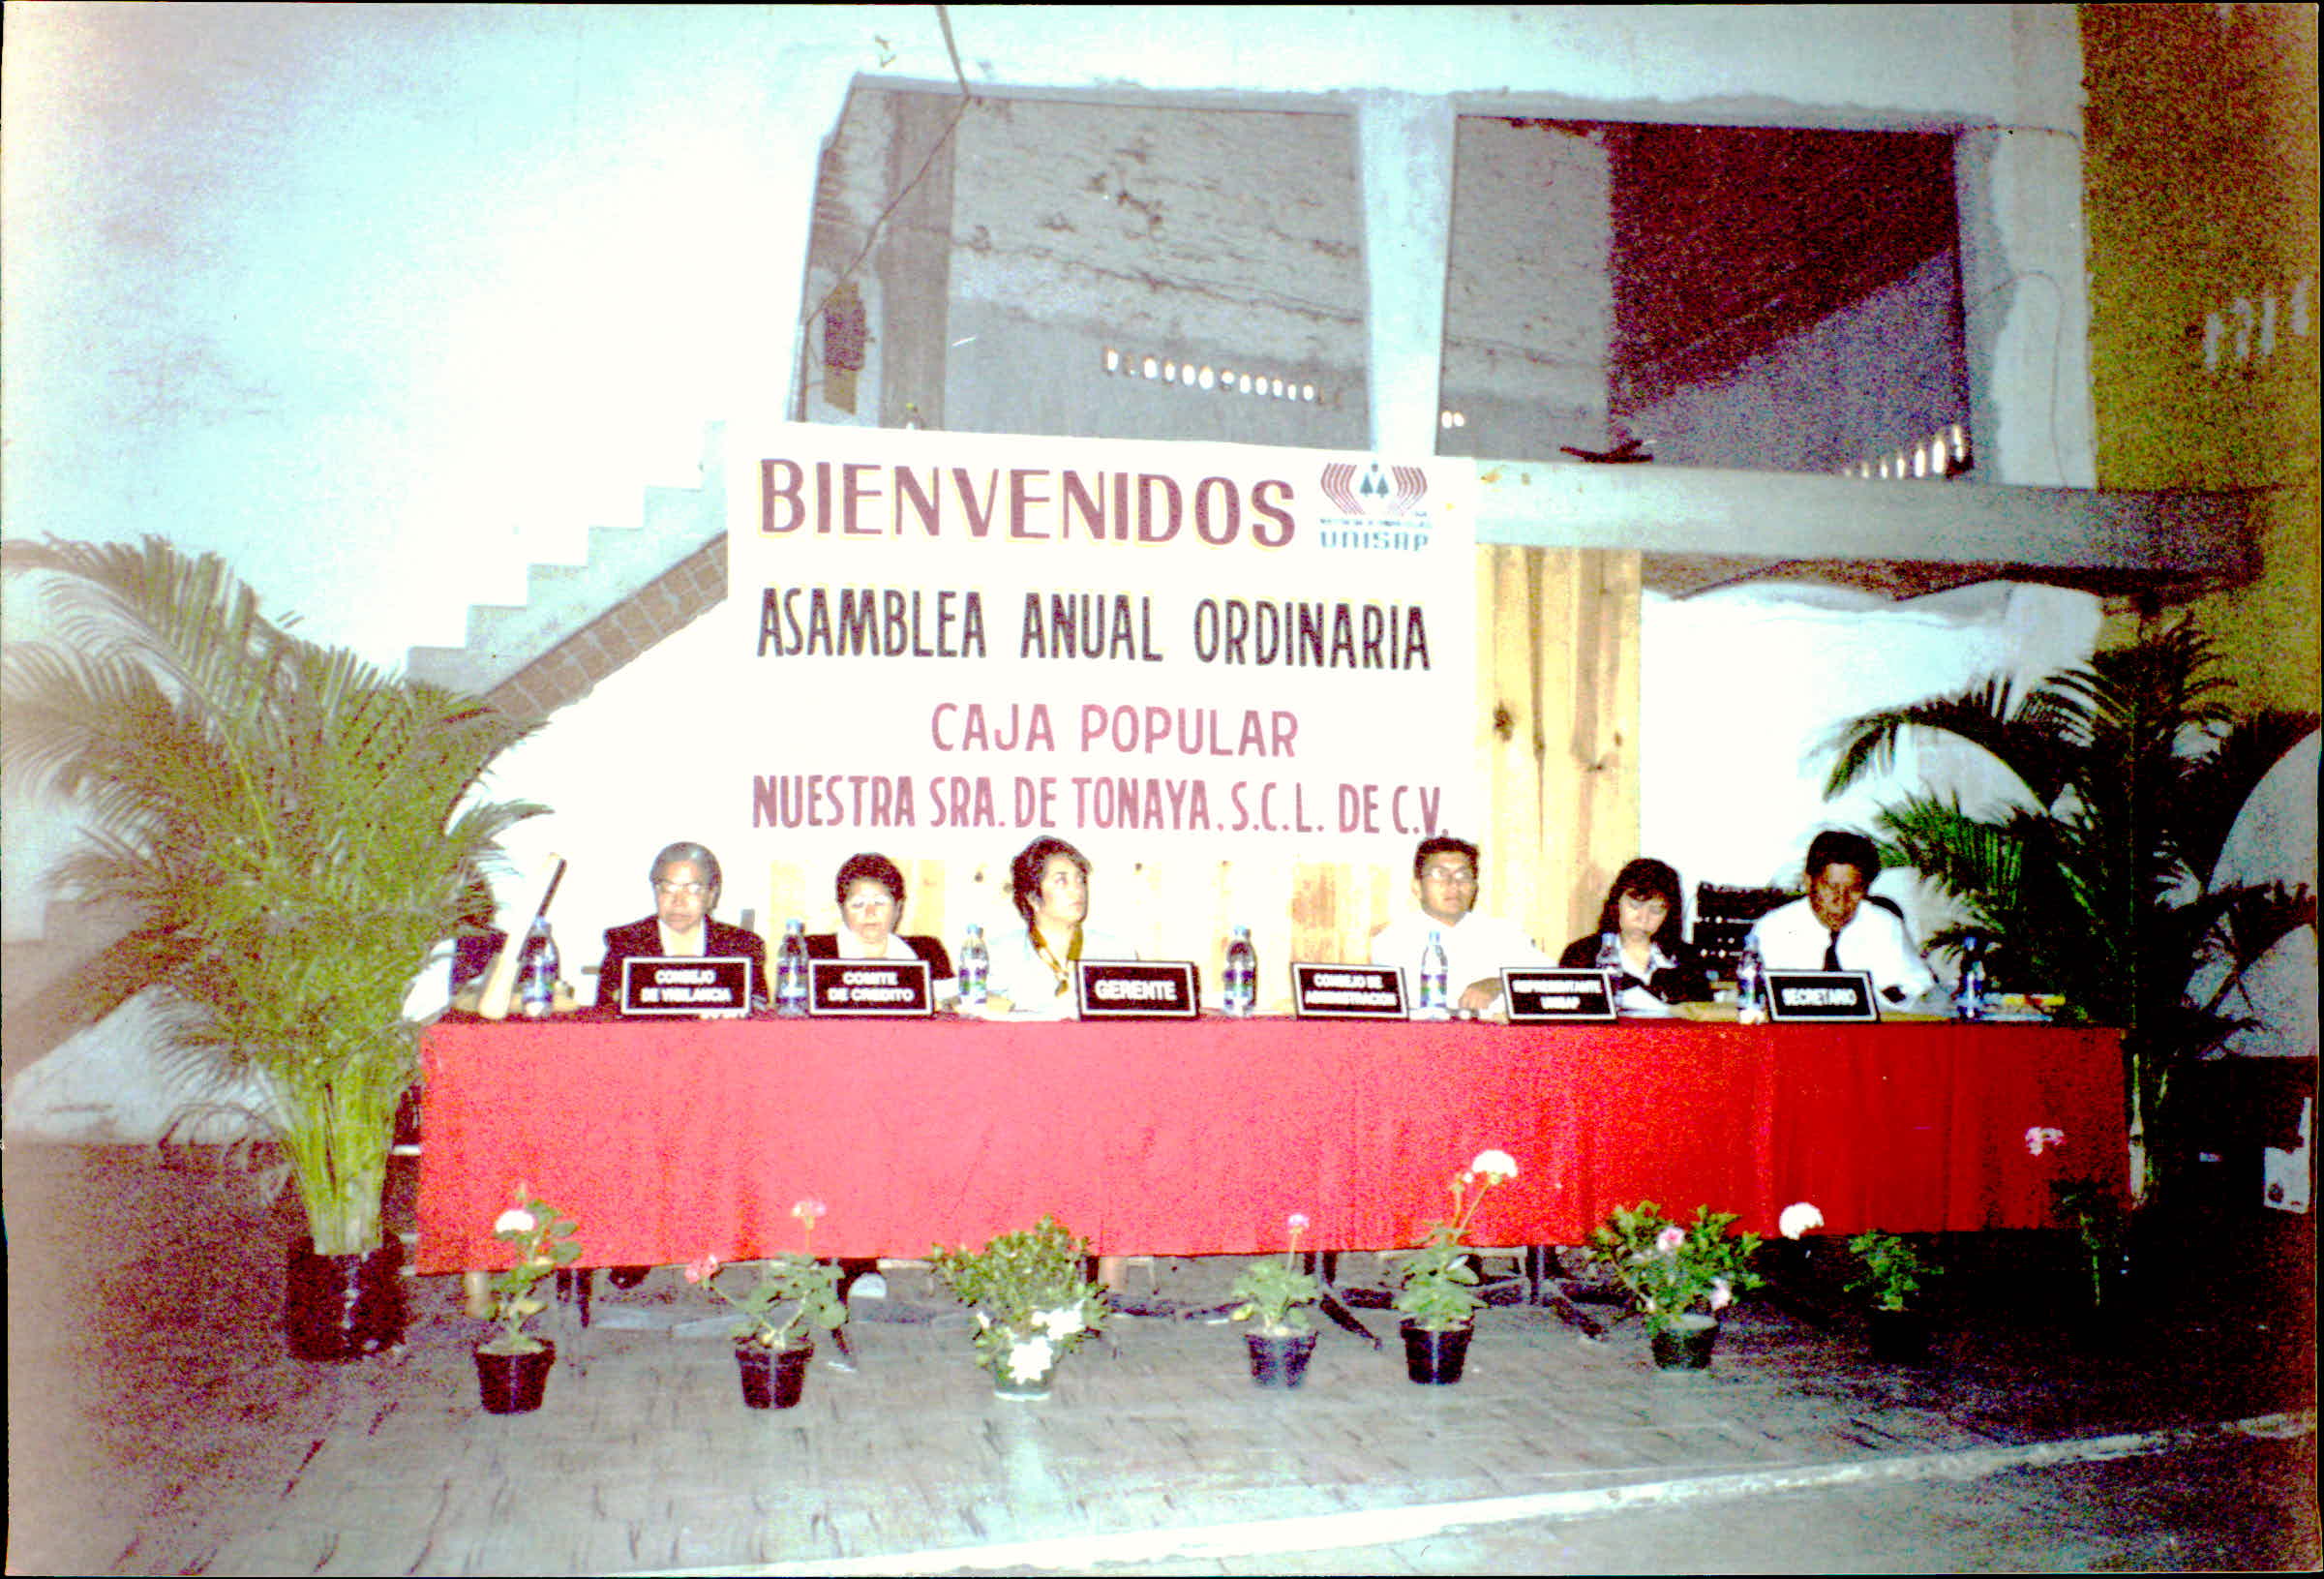 BIENVENIDOS
UNISAP
ASAMBLEA ANUAL ORDINARIA
CAJA POPULAR
NUESTRA SRA. DE TONAYA. S.C.L. DE C.V.
CONSEJO
DE VIGILANCIA
COMITE
DE CREDITO
GERENTE
CONSEJO DE
ADMINISTRACION
REPRESENTANTE
UNISAP
SECRETARIO